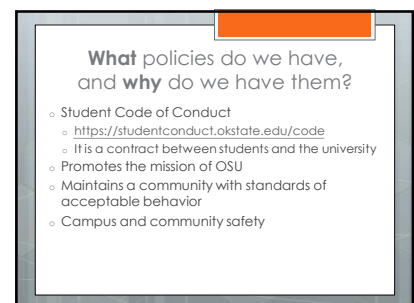 What policies do we have,
and why do we have them?
○ Student Code of Conduct
○ https://studentconduct.okstate.edu/code
○ It is a contract between students and the university
○ Promotes the mission of OSU
○ Maintains a community with standards of
acceptable behavior
○ Campus and community safety